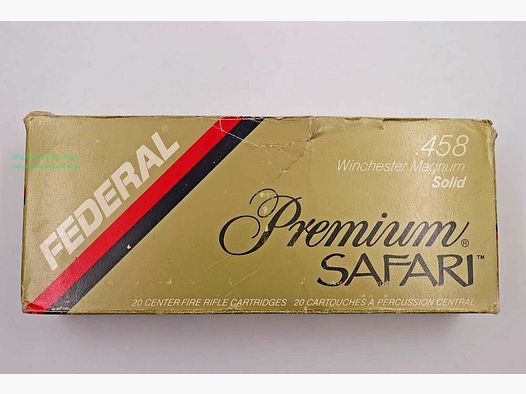 FEDERAL®
.458
Winchester Magnum
Solid
Premium®
SAFARI™
20 CENTER FIRE RIFLE CARTRIDGES 20 CARTOUCHES À PERCUSSION CENTRAL